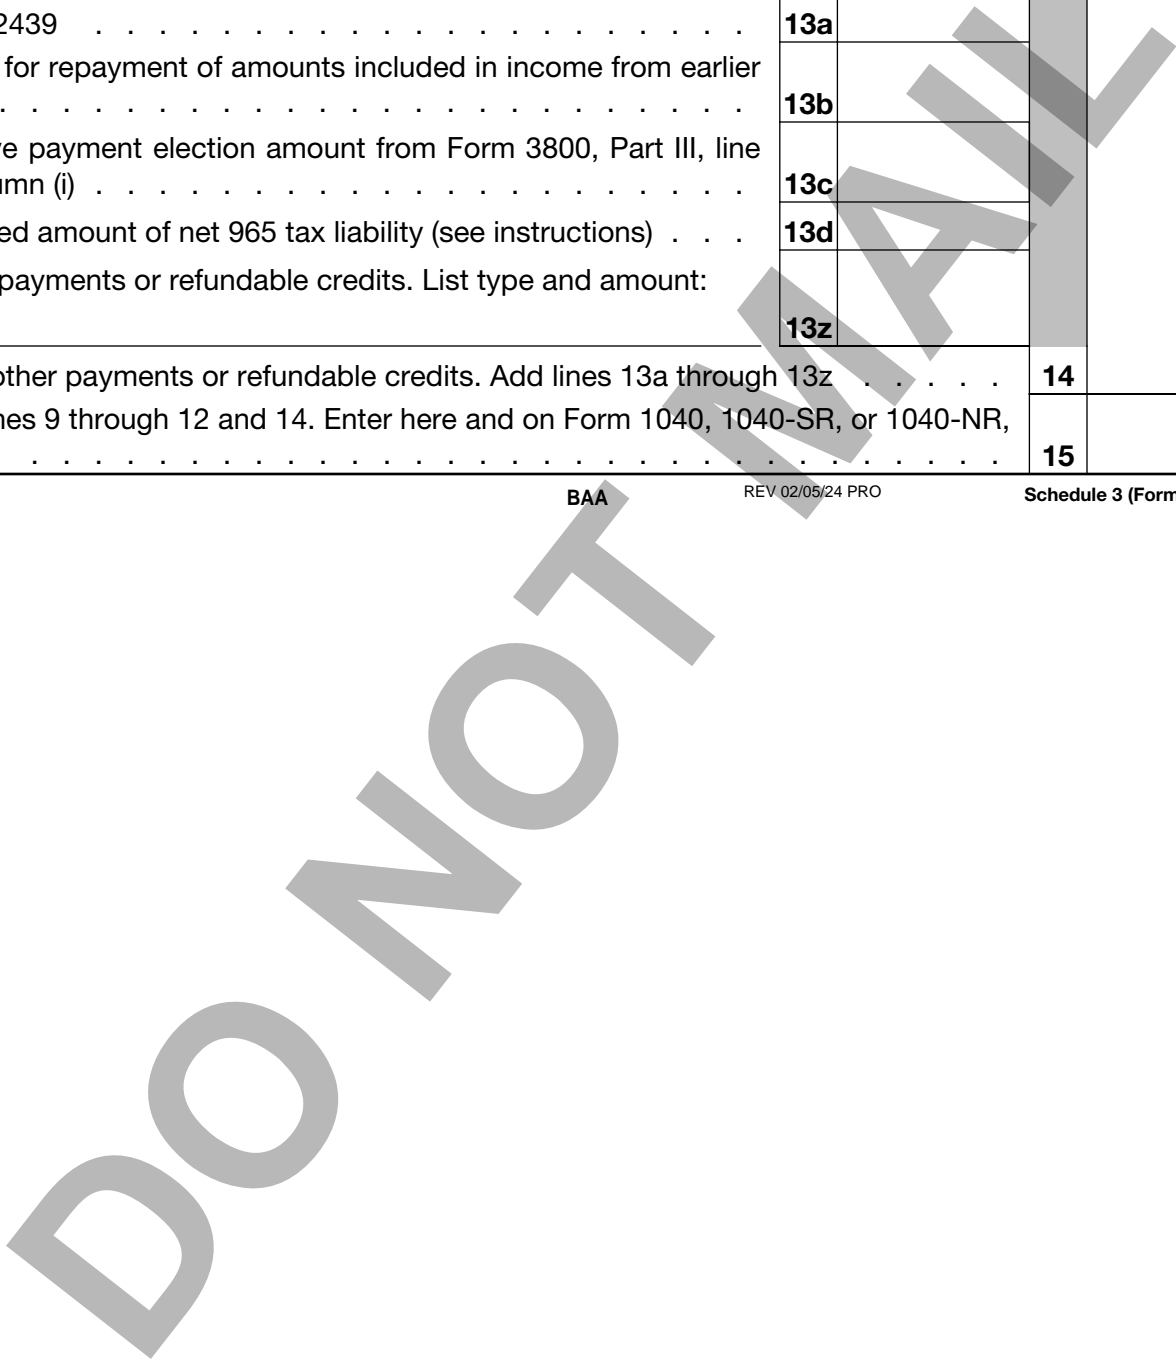 2439 . . . . . . . . . . . . . . . . . . . . . 13a
for repayment of amounts included in income from earlier
. . . . . . . . . . . . . . . . . . . . . . . . 13b
payment election amount from Form 3800, Part III, line
(i) . . . . . . . . . . . . . . . . . . . . . 13c
amount of net 965 tax liability (see instructions) . . . 13d
payments or refundable credits. List type and amount:
13z
other payments or refundable credits. Add lines 13a through 13z . . . . . 14
9 through 12 and 14. Enter here and on Form 1040, 1040-SR, or 1040-NR,
. . . . . . . . . . . . . . . . . . . . . . . . . . . . . . . 15
BAA REV 02/05/24 PRO Schedule 3 (Form
DO NOT MAIL